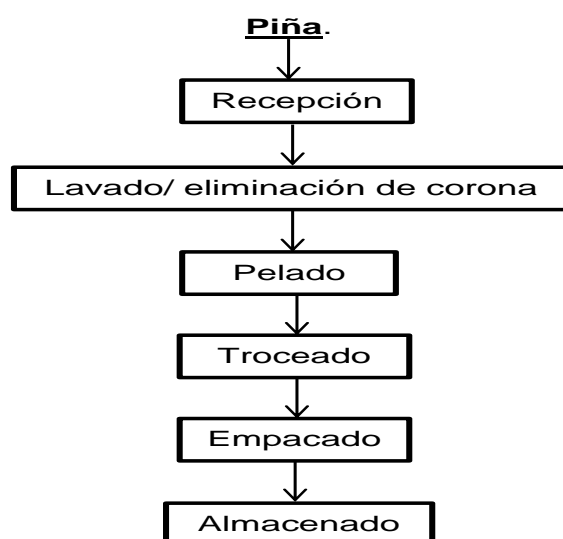 Piña.
Recepción
Lavado/ eliminación de corona
Pelado
Troceado
Empacado
Almacenado